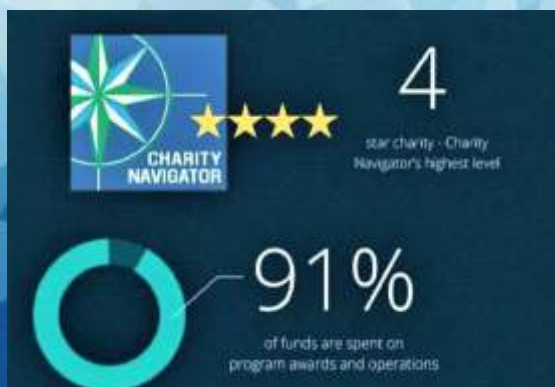 CHARITY
NAVIGATOR
4
star charity - Charity
Navigator's highest level
91%
of funds are spent on
program awards and operations